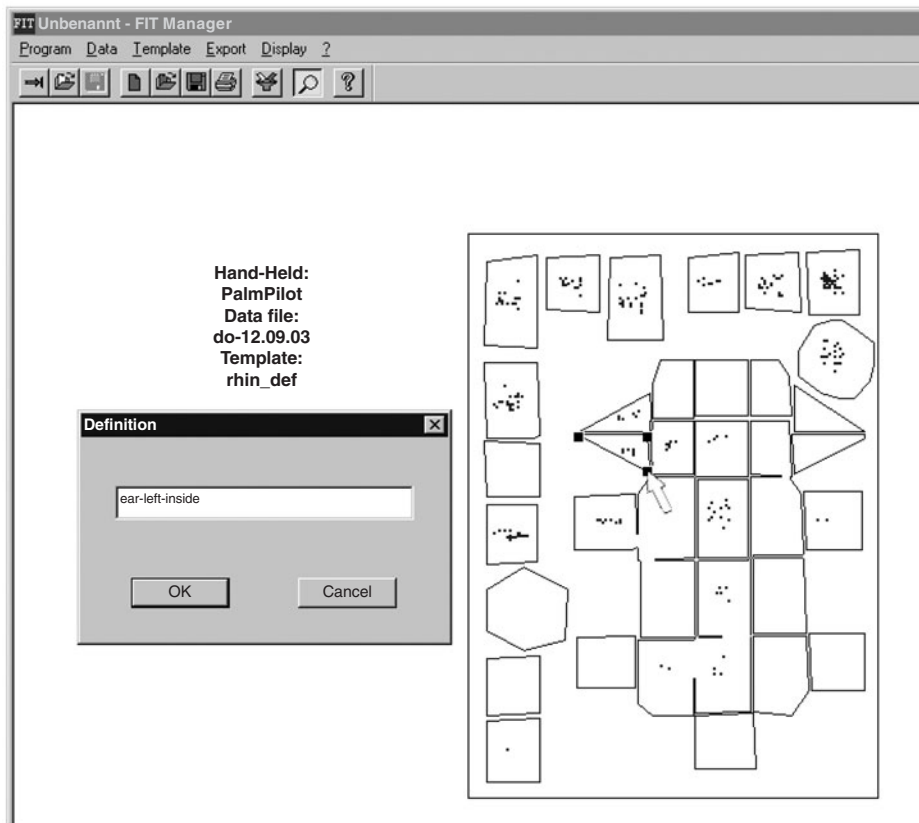 FIT Unbenannt - FIT Manager
Program Data Template Export Display ?
Hand-Held:
PalmPilot
Data file:
do-12.09.03
Template:
rhin_def
Definition
ear-left-inside
OK Cancel